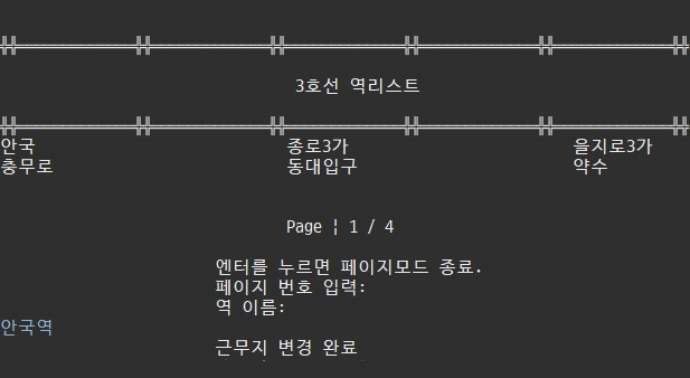 3호선 역리스트
안국 종로3가 을지로3가
충무로 동대입구 약수
Page ¦ 1 / 4
엔터를 누르면 페이지모드 종료.
페이지 번호 입력:
역 이름:
안국역
근무지 변경 완료